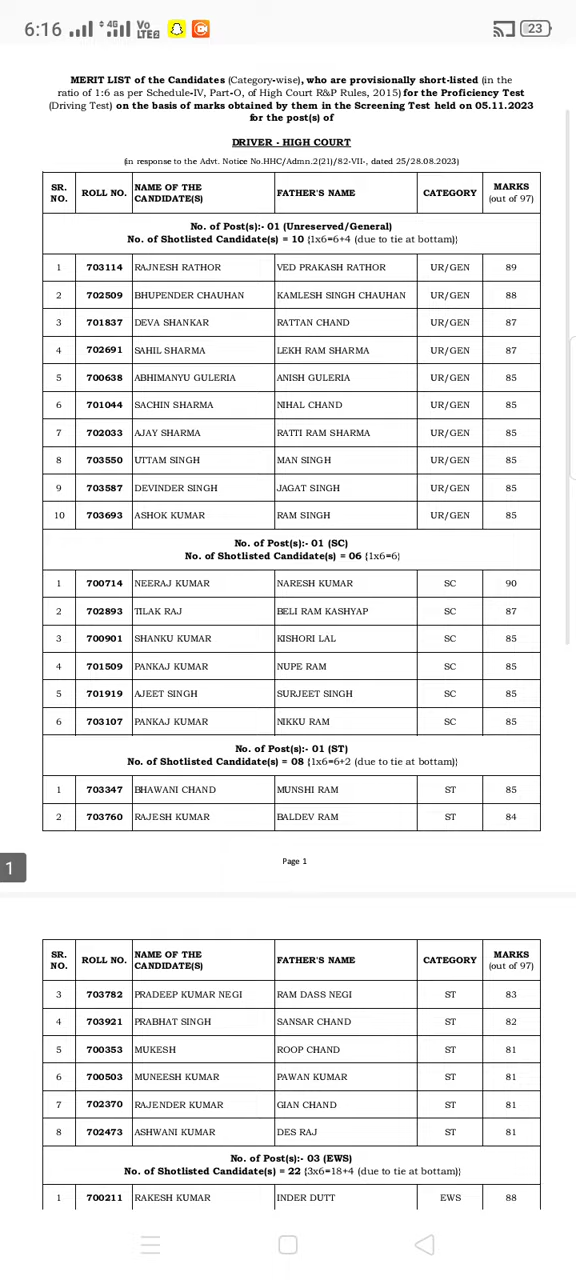 6:16 4G Vo LTE2 23
MERIT LIST of the Candidates (Category-wise), who are provisionally short-listed (in the
ratio of 1:6 as per Schedule-IV, Part-O, of High Court R&P Rules, 2015) for the Proficiency Test
(Driving Test) on the basis of marks obtained by them in the Screening Test held on 05.11.2023
for the post(s) of
DRIVER - HIGH COURT
(in response to the Advt. Notice No.HHC/Admn.2(21)/82-VII-, dated 25/28.08.2023)
SR. NO. ROLL NO. NAME OF THE CANDIDATE(S) FATHER'S NAME CATEGORY MARKS (out of 97)
No. of Post(s):- 01 (Unreserved/General)
No. of Shotlisted Candidate(s) = 10 {1x6=6+4 (due to tie at bottam)}
1 703114 RAJNESH RATHOR VED PRAKASH RATHOR UR/GEN 89
2 702509 BHUPENDER CHAUHAN KAMLESH SINGH CHAUHAN UR/GEN 88
3 701837 DEVA SHANKAR RATTAN CHAND UR/GEN 87
4 702691 SAHIL SHARMA LEKH RAM SHARMA UR/GEN 87
5 700638 ABHIMANYU GULERIA ANISH GULERIA UR/GEN 85
6 701044 SACHIN SHARMA NIHAL CHAND UR/GEN 85
7 702033 AJAY SHARMA RATTI RAM SHARMA UR/GEN 85
8 703550 UTTAM SINGH MAN SINGH UR/GEN 85
9 703587 DEVINDER SINGH JAGAT SINGH UR/GEN 85
10 703693 ASHOK KUMAR RAM SINGH UR/GEN 85
No. of Post(s):- 01 (SC)
No. of Shotlisted Candidate(s) = 06 {1x6=6}
1 700714 NEERAJ KUMAR NARESH KUMAR SC 90
2 702893 TILAK RAJ BELI RAM KASHYAP SC 87
3 700901 SHANKU KUMAR KISHORI LAL SC 85
4 701509 PANKAJ KUMAR NUPE RAM SC 85
5 701919 AJEET SINGH SURJEET SINGH SC 85
6 703107 PANKAJ KUMAR NIKKU RAM SC 85
No. of Post(s):- 01 (ST)
No. of Shotlisted Candidate(s) = 08 {1x6=6+2 (due to tie at bottam)}
1 703347 BHAWANI CHAND MUNSHI RAM ST 85
2 703760 RAJESH KUMAR BALDEV RAM ST 84
Page 1
1
SR. NO. ROLL NO. NAME OF THE CANDIDATE(S) FATHER'S NAME CATEGORY MARKS (out of 97)
3 703782 PRADEEP KUMAR NEGI RAM DASS NEGI ST 83
4 703921 PRABHAT SINGH SANSAR CHAND ST 82
5 700353 MUKESH ROOP CHAND ST 81
6 700503 MUNEESH KUMAR PAWAN KUMAR ST 81
7 702370 RAJENDER KUMAR GIAN CHAND ST 81
8 702473 ASHWANI KUMAR DES RAJ ST 81
No. of Post(s):- 03 (EWS)
No. of Shotlisted Candidate(s) = 22 {3x6=18+4 (due to tie at bottam)}
1 700211 RAKESH KUMAR INDER DUTT EWS 88